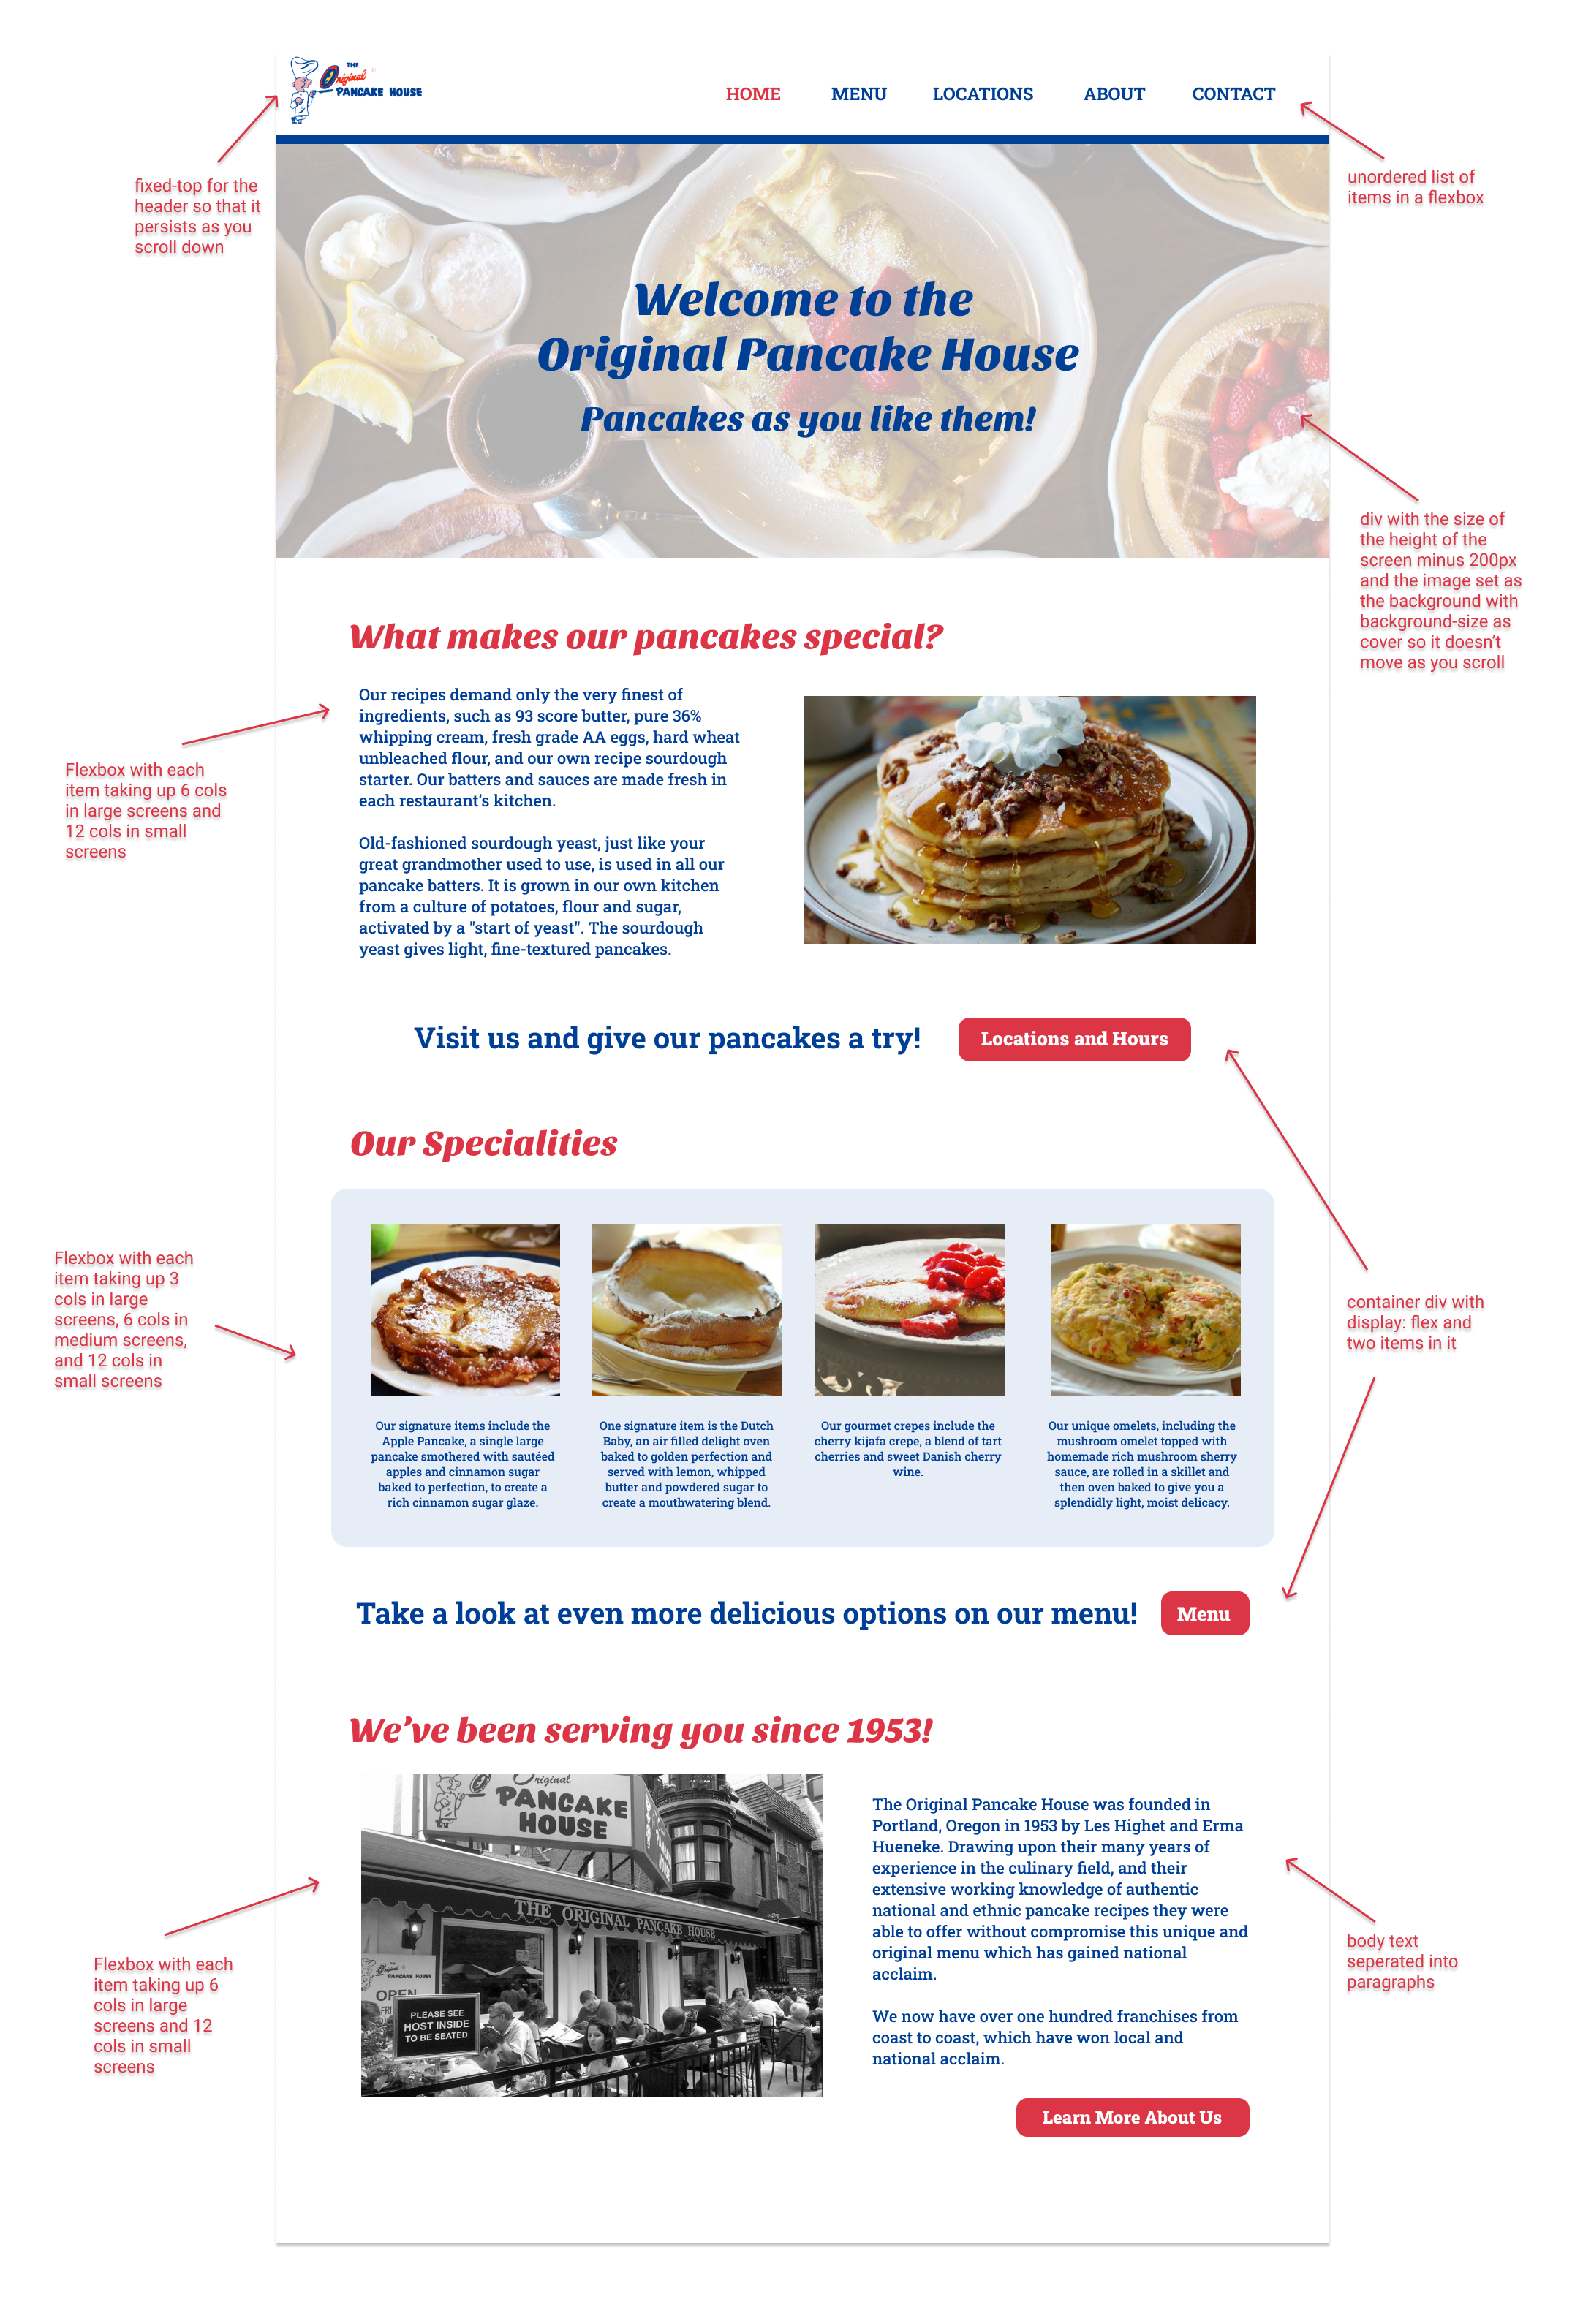 THE
Original
PANCAKE HOUSE
HOME MENU LOCATIONS ABOUT CONTACT
fixed-top for the
header so that it
persists as you
scroll down
unordered list of
items in a flexbox
Welcome to the
Original Pancake House
Pancakes as you like them!
div with the size of
the height of the
screen minus 200px
and the image set as
the background with
background-size as
cover so it doesn't
move as you scroll
What makes our pancakes special?
Our recipes demand only the very finest of
ingredients, such as 93 score butter, pure 36%
whipping cream, fresh grade AA eggs, hard wheat
unbleached flour, and our own recipe sourdough
starter. Our batters and sauces are made fresh in
each restaurant's kitchen.
Old-fashioned sourdough yeast, just like your
great grandmother used to use, is used in all our
pancake batters. It is grown in our own kitchen
from a culture of potatoes, flour and sugar,
activated by a "start of yeast". The sourdough
yeast gives light, fine-textured pancakes.
Flexbox with each
item taking up 6 cols
in large screens and
12 cols in small
screens
Visit us and give our pancakes a try!
Locations and Hours
Our Specialities
Flexbox with each
item taking up 3
cols in large
screens, 6 cols in
medium screens,
and 12 cols in
small screens
Our signature items include the
Apple Pancake, a single large
pancake smothered with sautéed
apples and cinnamon sugar
baked to perfection, to create a
rich cinnamon sugar glaze.
One signature item is the Dutch
Baby, an air filled delight oven
baked to golden perfection and
served with lemon, whipped
butter and powdered sugar to
create a mouthwatering blend.
Our gourmet crepes include the
cherry kijafa crepe, a blend of tart
cherries and sweet Danish cherry
wine.
Our unique omelets, including the
mushroom omelet topped with
homemade rich mushroom sherry
sauce, are rolled in a skillet and
then oven baked to give you a
splendidly light, moist delicacy.
container div with
display: flex and
two items in it
Take a look at even more delicious options on our menu!
Menu
We've been serving you since 1953!
Original
PANCAKE
HOUSE
THE ORIGINAL PANCAKE HOUSE
Original
PANCAKE HOUSE
OPEN
PLEASE SEE
HOST INSIDE
TO BE SEATED
The Original Pancake House was founded in
Portland, Oregon in 1953 by Les Highet and Erma
Hueneke. Drawing upon their many years of
experience in the culinary field, and their
extensive working knowledge of authentic
national and ethnic pancake recipes they were
able to offer without compromise this unique and
original menu which has gained national
acclaim.
We now have over one hundred franchises from
coast to coast, which have won local and
national acclaim.
Learn More About Us
Flexbox with each
item taking up 6
cols in large
screens and 12
cols in small
screens
body text
seperated into
paragraphs